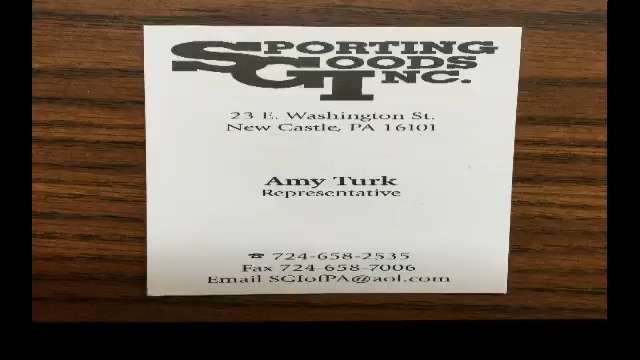 SPORTING
GOODS
INC.
23 E. Washington St.
New Castle, PA 16101
Amy Turk
Representative
☎ 724-658-2535
Fax 724-658-7006
Email SGIofPA@aol.com